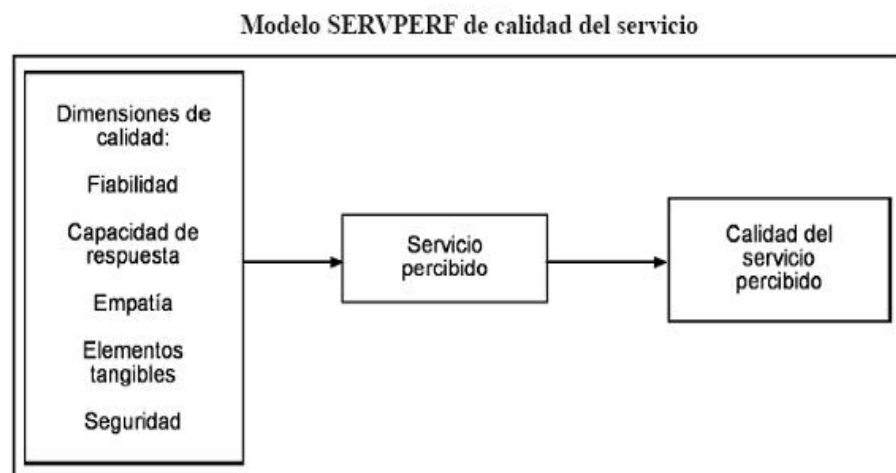 Modelo SERVPERF de calidad del servicio
Dimensiones de
calidad:
Fiabilidad
Capacidad de
respuesta
Empatía
Elementos
tangibles
Seguridad
Servicio
percibido
Calidad del
servicio
percibido